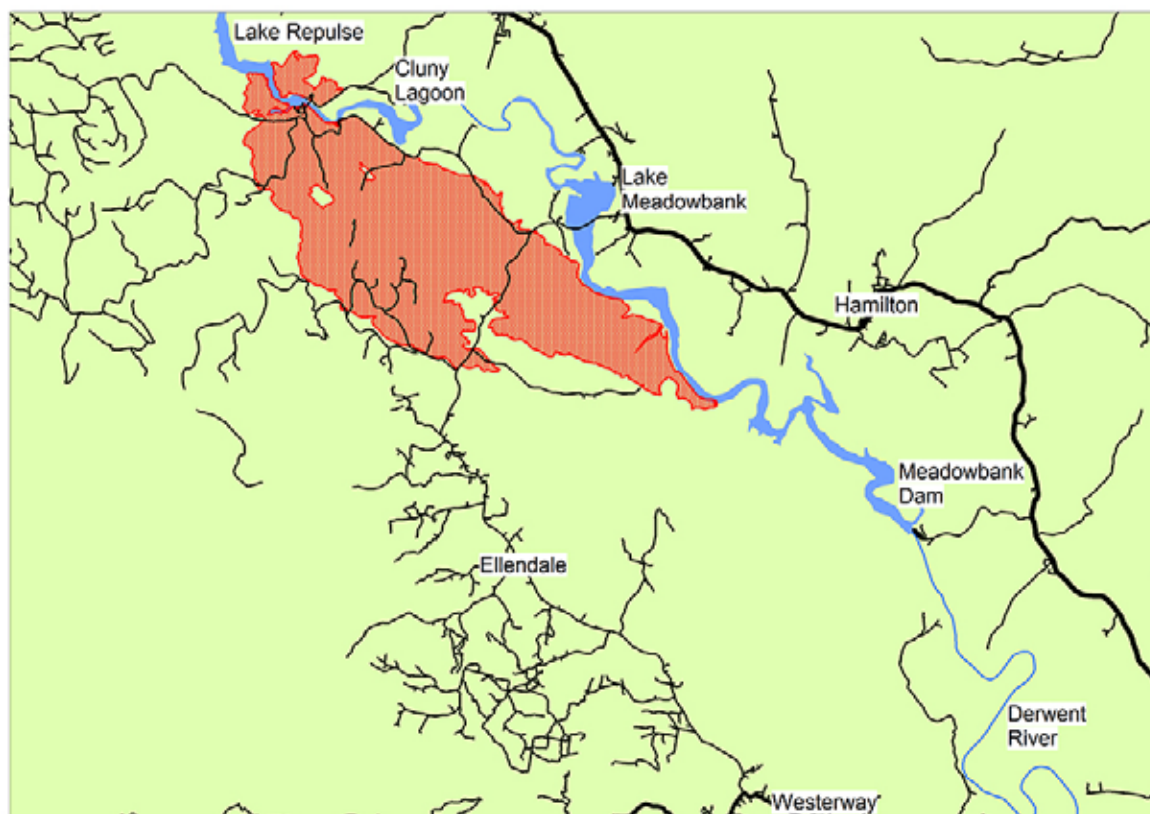 Lake Repulse
Cluny
Lagoon
Lake
Meadowbank
Hamilton
Meadowbank
Dam
Ellendale
Derwent
River
Westerway